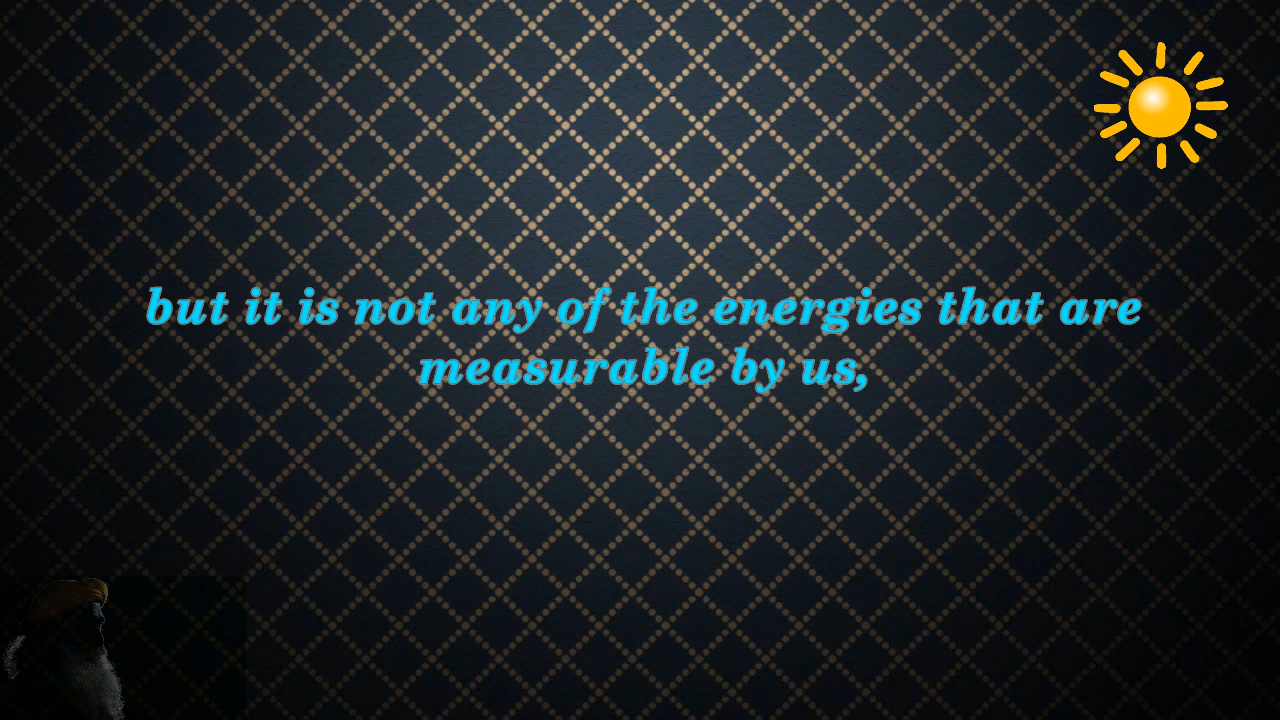 but it is not any of the energies that are
measurable by us,